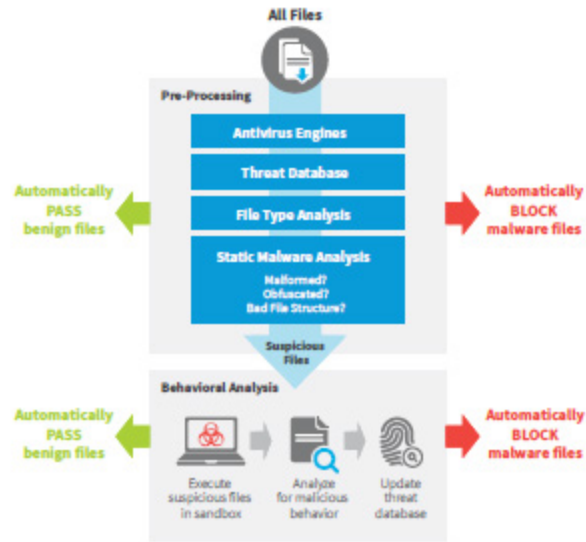 All Files
Pre-Processing
Antivirus Engines
Threat Database
File Type Analysis
Static Malware Analysis
Malformed?
Obfuscated?
Bad File Structure?
Automatically
PASS
benign files
Automatically
BLOCK
malware files
Suspicious
Files
Behavioral Analysis
Automatically
PASS
benign files
Execute
suspicious files
in sandbox
Analyze
for malicious
behavior
Update
threat
database
Automatically
BLOCK
malware files